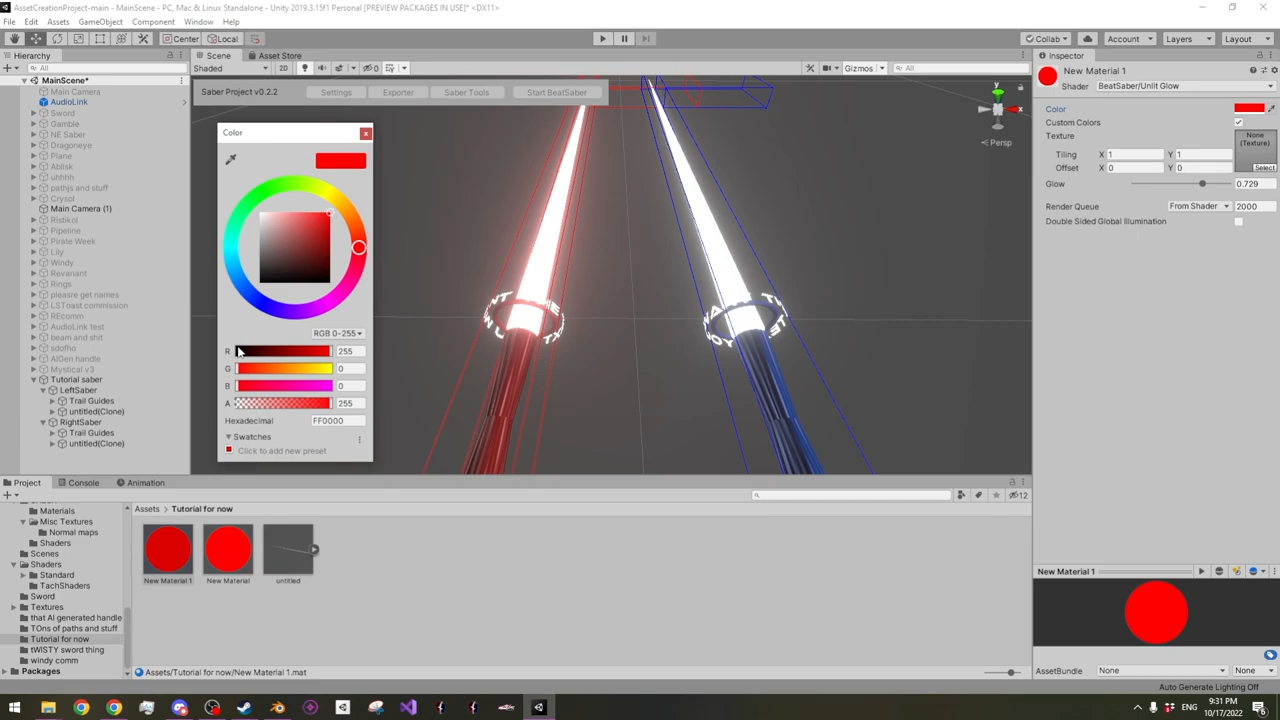 AssetCreationProject-main - MainScene - PC, Mac & Linux Standalone - Unity 2019.3.15f1 Personal [PREVIEW PACKAGES IN USE]* <DX11>
File Edit Assets GameObject Component Window Help
Center Local Collab Account Layers Layout
Hierarchy Scene Asset Store Inspector
All Shaded 2D 0 Gizmos All
MainScene*
Main Camera
AudioLink
Sword
Gamble
NE Saber
Dragoneye
Plane
Ablisk
uhhhh
pathjs and stuff
Crysol
Main Camera (1)
Ristikol
Pipeline
Pirate Week
Lily
Windy
Revanant
Rings
pleasre get names
LSToast commission
REcomm
AudioLink test
beam and shit
sdofho
AIGen handle
Mystical v3
Tutorial saber
LeftSaber
Trail Guides
untitled(Clone)
RightSaber
Trail Guides
untitled(Clone)
Saber Project v0.2.2 Settings Exporter Saber Tools Start BeatSaber
y
x
Persp
Color
RGB 0-255
R 255
G 0
B 0
A 255
Hexadecimal FF0000
Swatches
Click to add new preset
New Material 1
Shader BeatSaber/Unlit Glow
Color
Custom Colors
Texture None (Texture)
Tiling X 1 Y 1
Offset X 0 Y 0
Select
Glow 0.729
Render Queue From Shader 2000
Double Sided Global Illumination
Project Console Animation
12
Materials
Misc Textures
Normal maps
Shaders
Scenes
Shaders
Standard
TachShaders
Sword
Textures
that AI generated handle
TOns of paths and stuff
Tutorial for now
tWISTY sword thing
windy comm
Packages
Assets > Tutorial for now
New Material 1 New Material untitled
Assets/Tutorial for now/New Material 1.mat
New Material 1
AssetBundle None None
Auto Generate Lighting Off
ENG 9:31 PM
10/17/2022